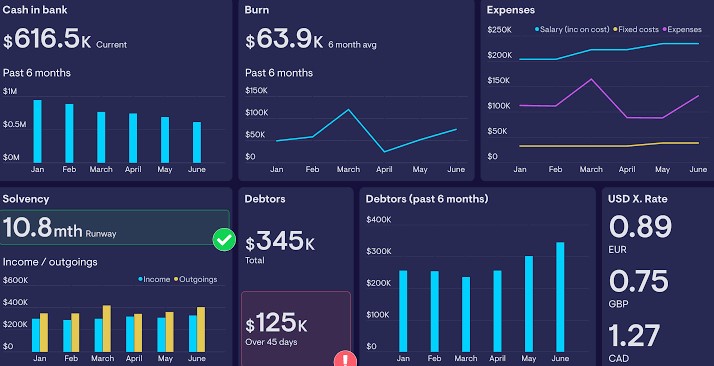 Cash in bank
$616.5K Current
Past 6 months
$1M
$0.5M
$0M
Jan Feb March April May June
Burn
$63.9K 6 month avg
Past 6 months
$150K
$100K
$50K
$0
Jan Feb March April May June
Expenses
$250K
Salary (inc on cost) Fixed costs Expenses
$200K
$150K
$100K
$50K
$0
Jan Feb March April May June
Solvency
10.8mth Runway
Income / outgoings
Income Outgoings
$600K
$400K
$200K
$0
Jan Feb March April May June
Debtors
$345K
Total
$125K
Over 45 days
!
Debtors (past 6 months)
$400K
$300K
$200K
$100K
$0
Jan Feb March April May June
USD X. Rate
0.89
EUR
0.75
GBP
1.27
CAD